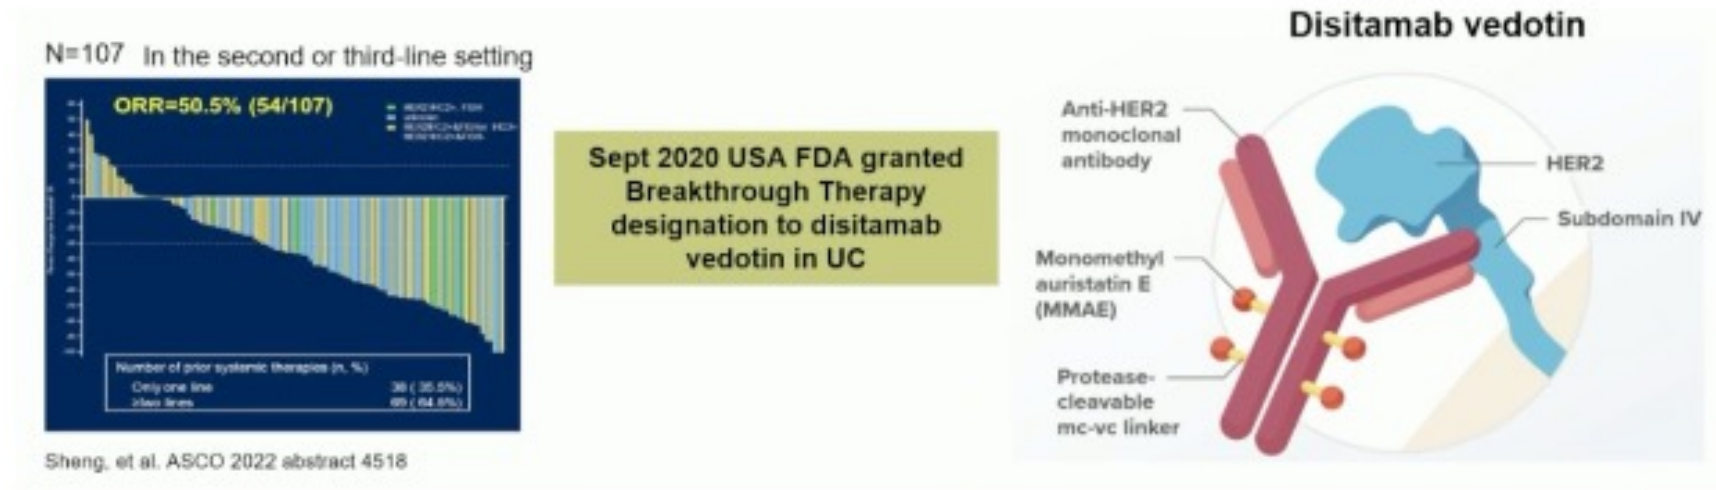 Disitamab vedotin
N=107 In the second or third-line setting
ORR=50.5% (54/107)
Number of prior systemic therapies (n, %)
Only one line 38 (35.5%)
≥two lines 69 (64.5%)
Sheng, et al. ASCO 2022 abstract 4518
Sept 2020 USA FDA granted
Breakthrough Therapy
designation to disitamab
vedotin in UC
Anti-HER2
monoclonal
antibody
HER2
Subdomain IV
Monomethyl
auristatin E
(MMAE)
Protease-
cleavable
mc-vc linker